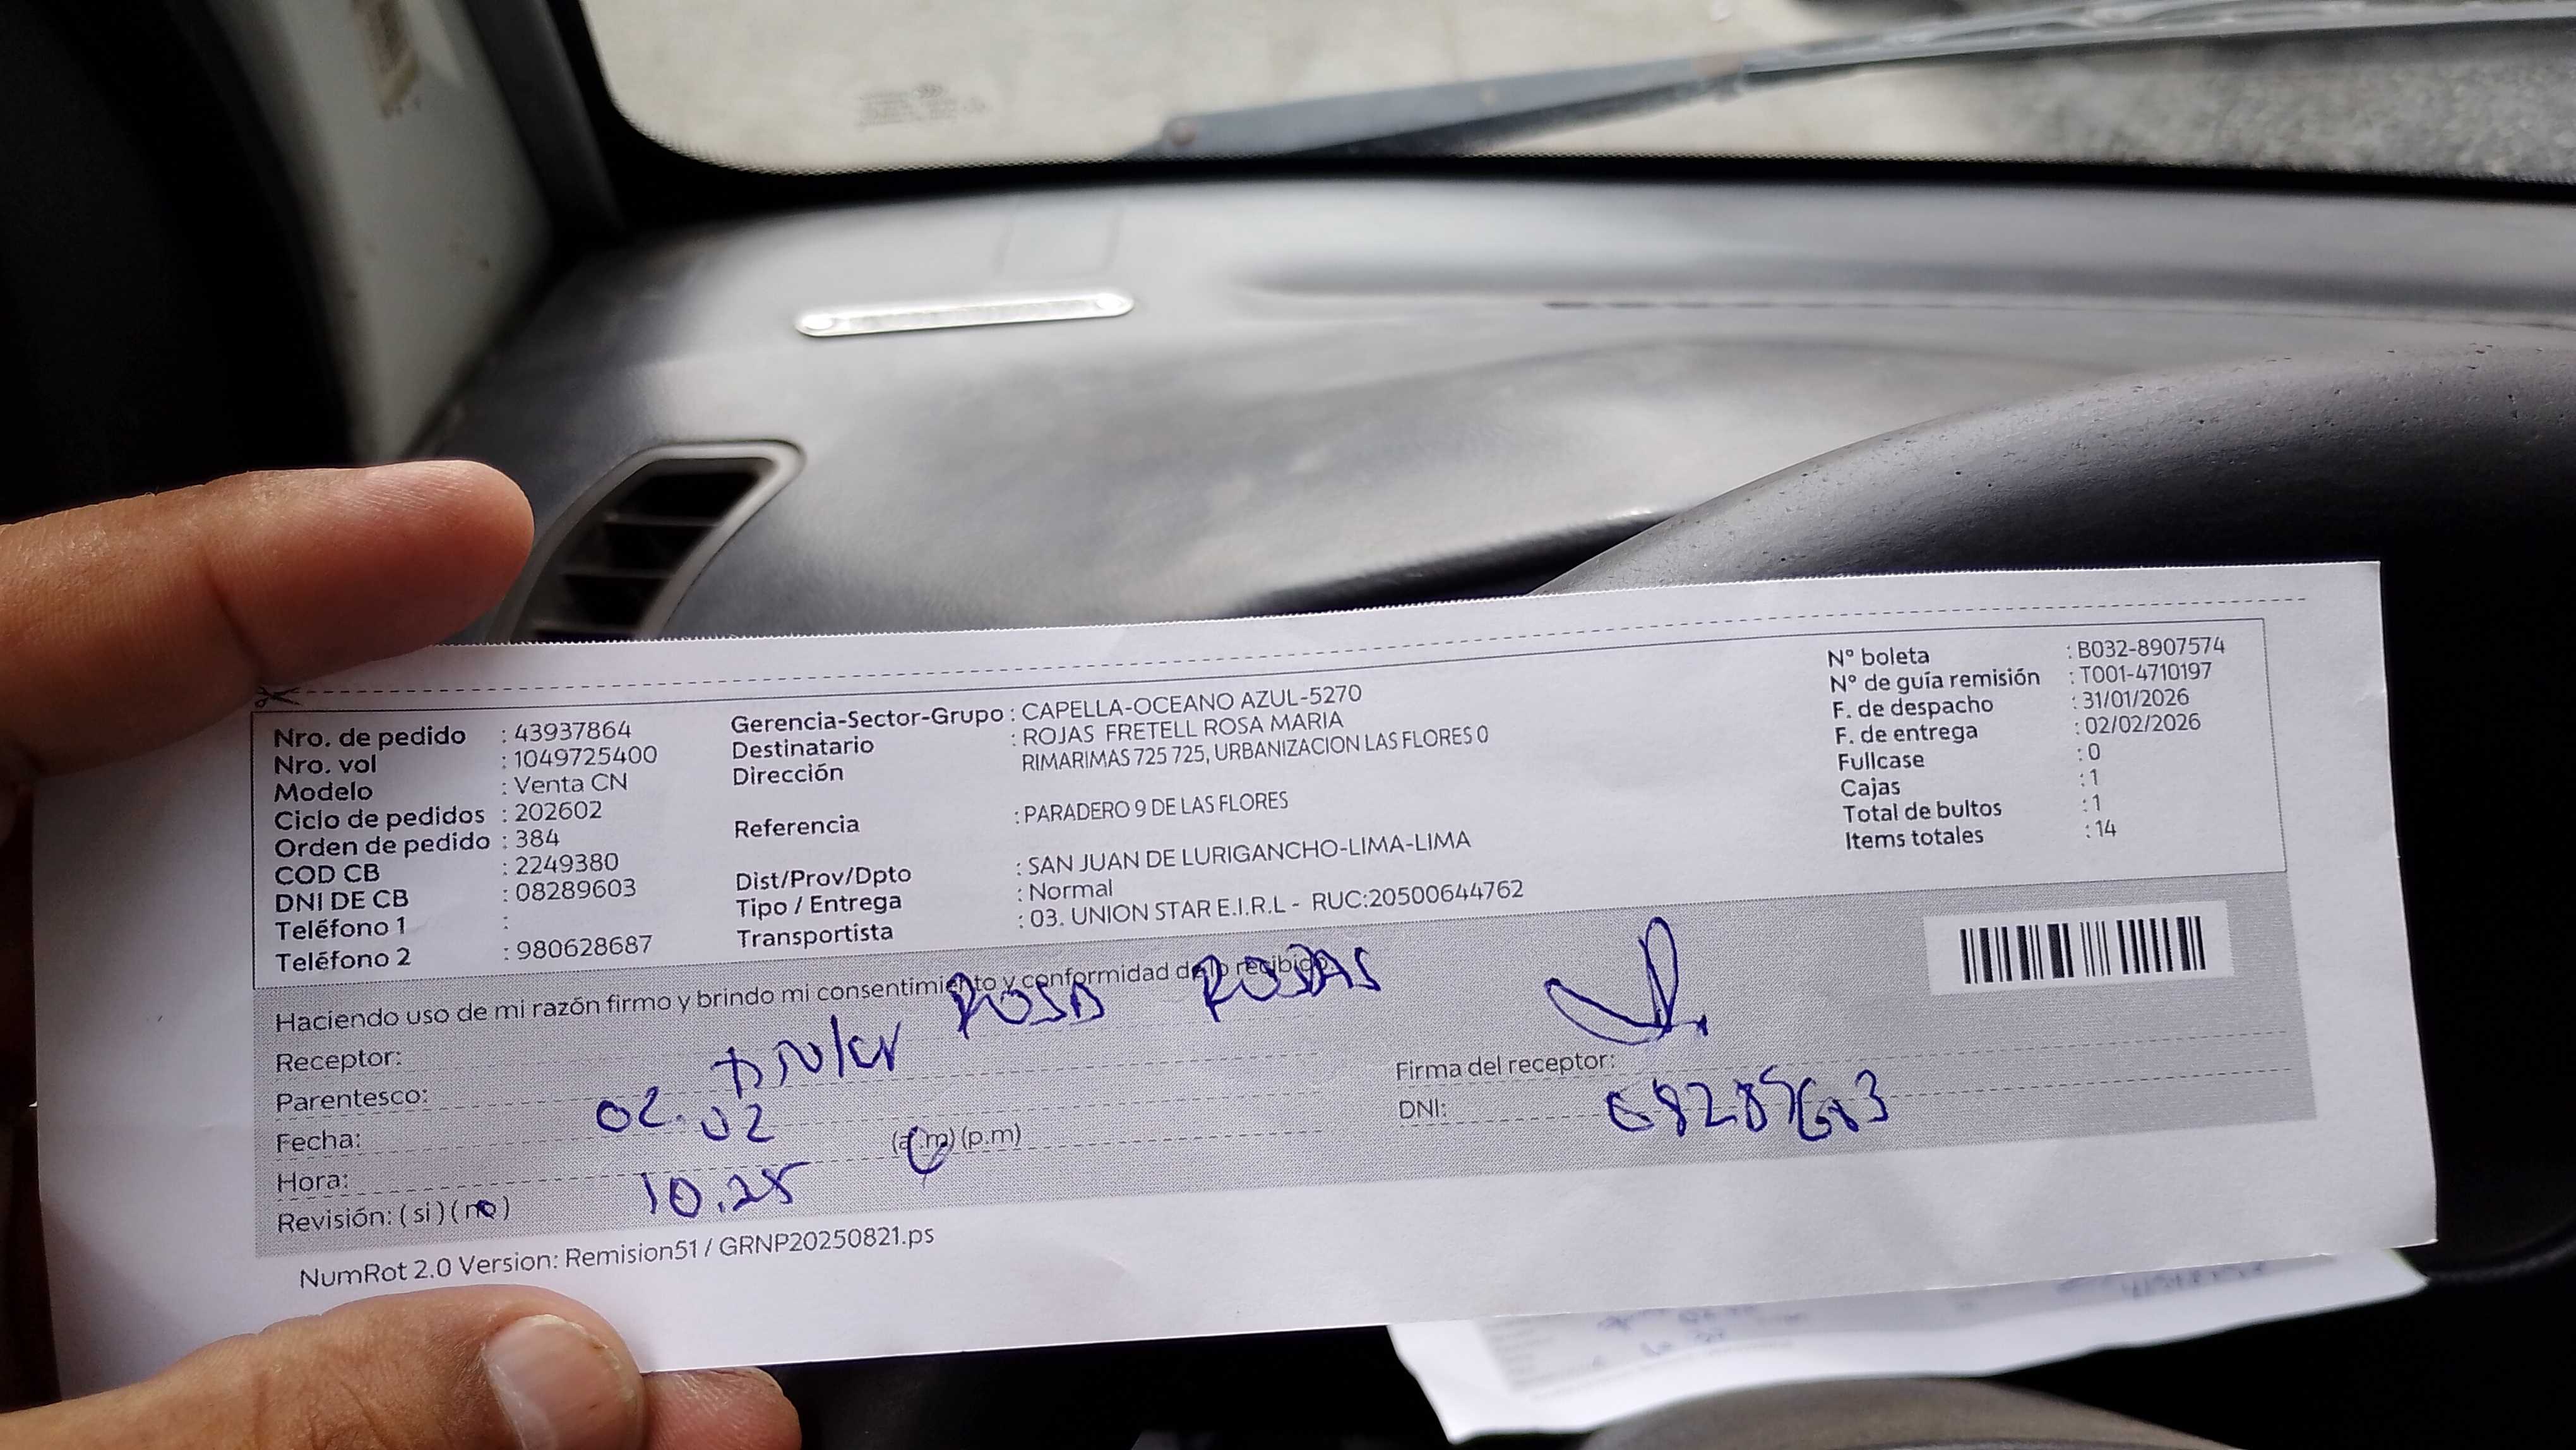 Nro. de pedido : 43937864
Nro. vol : 1049725400
Modelo : Venta CN
Ciclo de pedidos : 202602
Orden de pedido : 384
COD CB : 2249380
DNI DE CB : 08289603
Teléfono 1 :
Teléfono 2 : 980628687
Gerencia-Sector-Grupo : CAPELLA-OCEANO AZUL-5270
Destinatario : ROJAS FRETELL ROSA MARIA
Dirección RIMARIMAS 725 725, URBANIZACION LAS FLORES 0
Referencia : PARADERO 9 DE LAS FLORES
Dist/Prov/Dpto : SAN JUAN DE LURIGANCHO-LIMA-LIMA
Tipo / Entrega : Normal
Transportista : 03. UNION STAR E.I.R.L - RUC:20500644762
N° boleta : B032-8907574
N° de guía remisión : T001-4710197
F. de despacho : 31/01/2026
F. de entrega : 02/02/2026
Fullcase : 0
Cajas : 1
Total de bultos : 1
Items totales : 14
Haciendo uso de mi razón firmo y brindo mi consentimiento y conformidad de lo recibido
Receptor: ROSA
Parentesco:
Fecha: 02.02
Hora: 10.25 (a.m) (p.m)
Revisión: ( si ) ( no )
Firma del receptor:
DNI: 08289603
NumRot 2.0 Version: Remision51 / GRNP20250821.ps